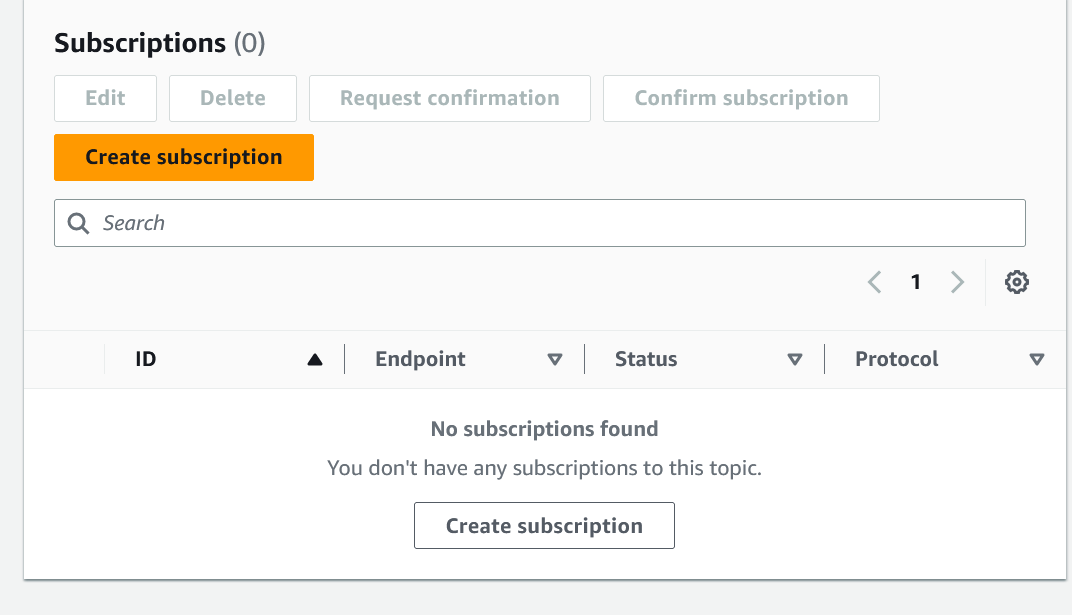 Subscriptions (0)
Edit Delete Request confirmation Confirm subscription
Create subscription
Search
1
ID Endpoint Status Protocol
No subscriptions found
You don't have any subscriptions to this topic.
Create subscription